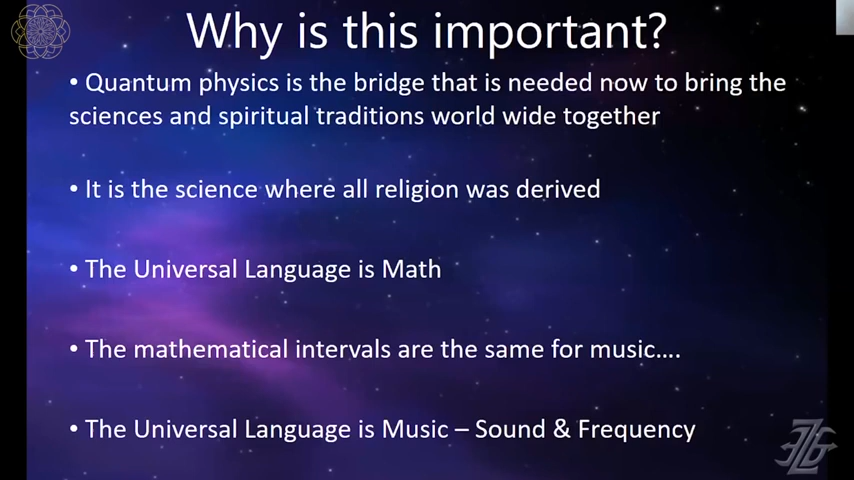 Why is this important?
• Quantum physics is the bridge that is needed now to bring the
sciences and spiritual traditions world wide together
• It is the science where all religion was derived
• The Universal Language is Math
• The mathematical intervals are the same for music....
• The Universal Language is Music – Sound & Frequency